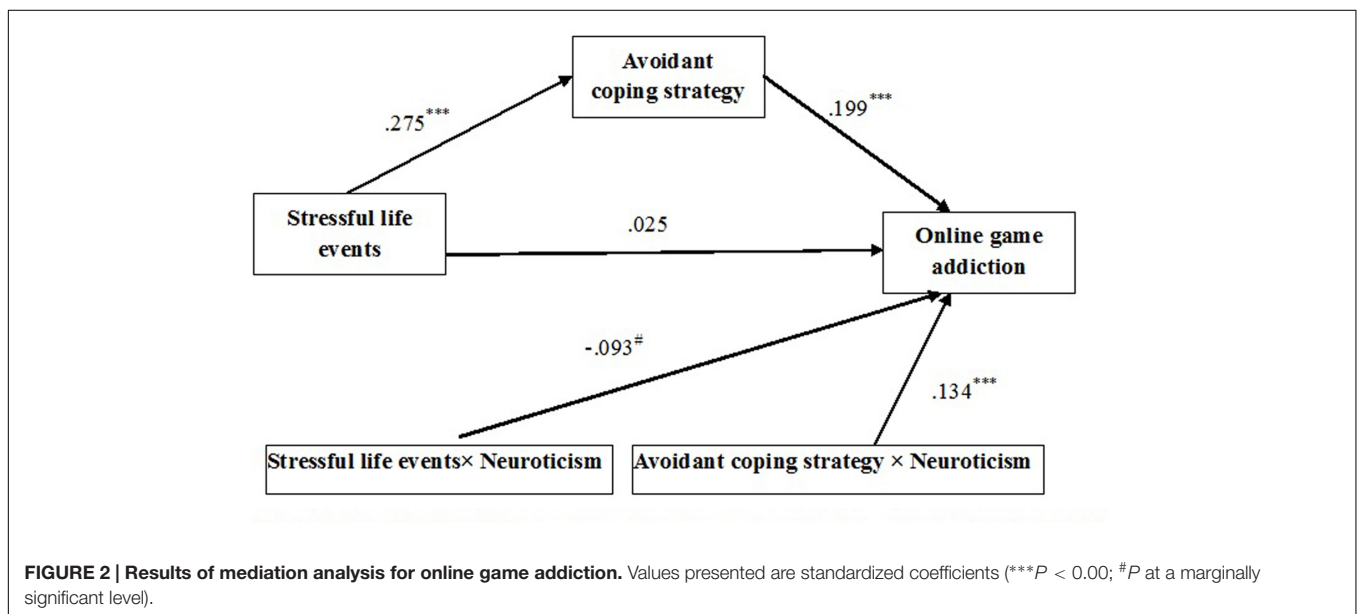 Avoidant
coping strategy
.275***
.199***
Stressful life
events
.025
Online game
addiction
-.093#
.134***
Stressful life events× Neuroticism
Avoidant coping strategy × Neuroticism
FIGURE 2 | Results of mediation analysis for online game addiction. Values presented are standardized coefficients (***P < 0.00; #P at a marginally
significant level).